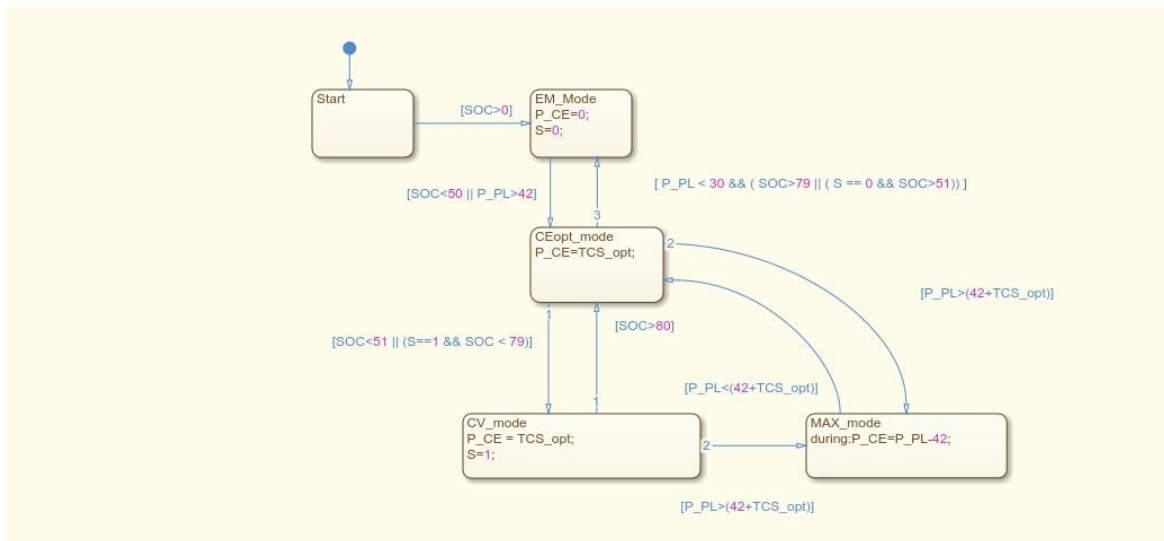 Start
[SOC>0]
EM_Mode
P_CE=0;
S=0;
[SOC<50 || P_PL>42]
[ P_PL < 30 && ( SOC>79 || ( S == 0 && SOC>51)) ]
3
CEopt_mode
P_CE=TCS_opt;
2
[P_PL>(42+TCS_opt)]
1
[SOC>80]
[SOC<51 || (S==1 && SOC < 79)]
[P_PL<(42+TCS_opt)]
1
CV_mode
P_CE = TCS_opt;
S=1;
2
MAX_mode
during:P_CE=P_PL-42;
[P_PL>(42+TCS_opt)]